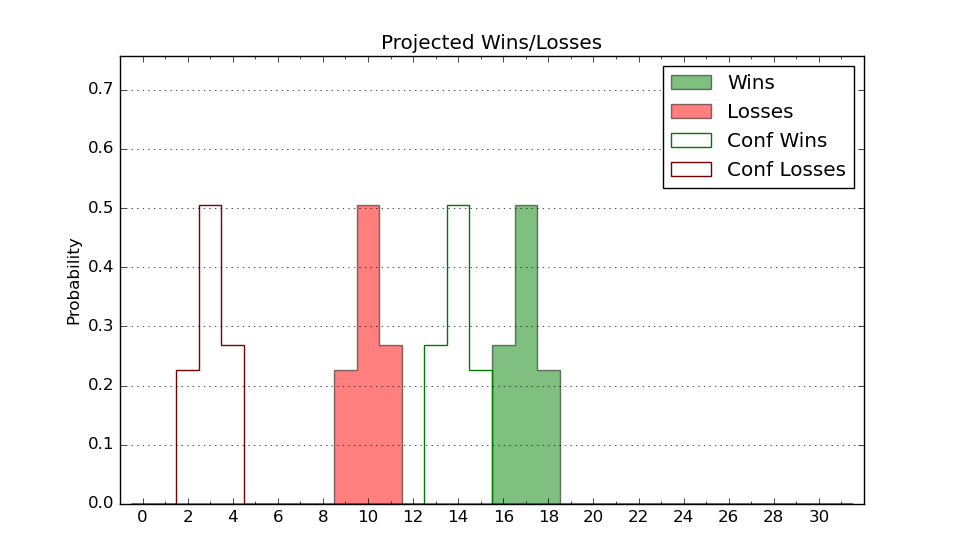 Projected Wins/Losses
Wins
Losses
Conf Wins
Conf Losses
Probability
0.7
0.6
0.5
0.4
0.3
0.2
0.1
0.0
0 2 4 6 8 10 12 14 16 18 20 22 24 26 28 30